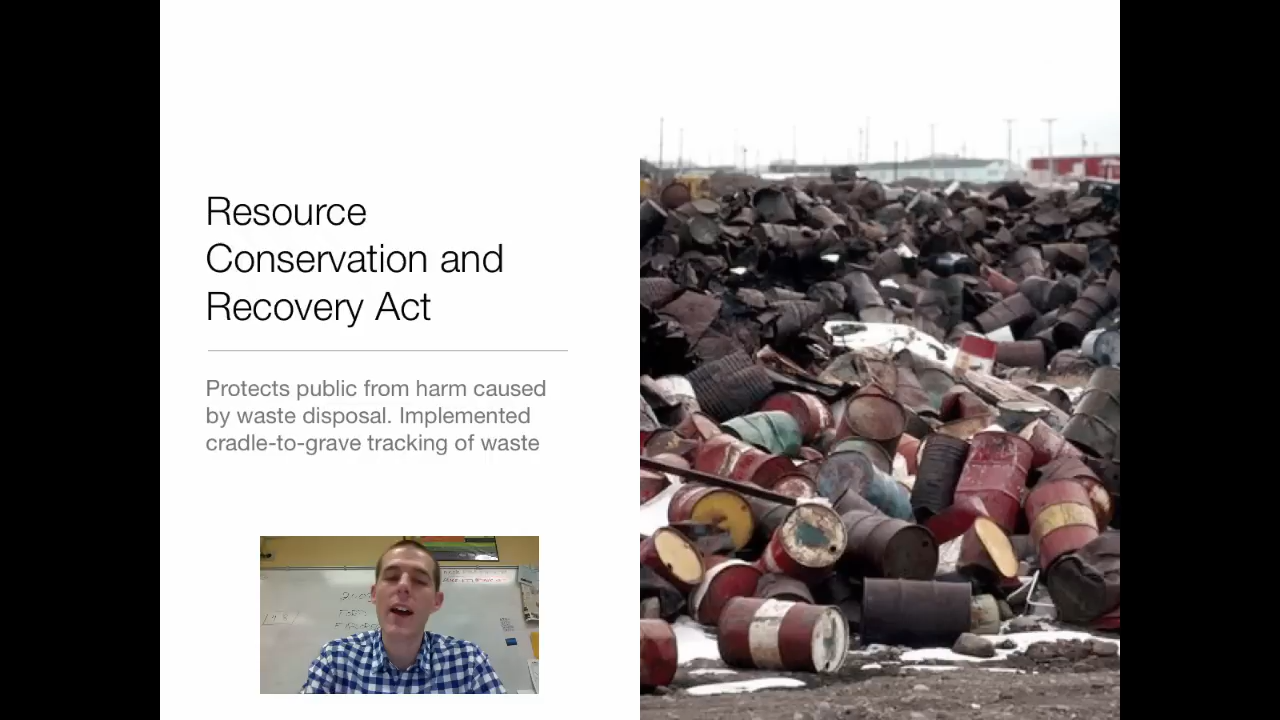 Resource
Conservation and
Recovery Act
Protects public from harm caused
by waste disposal. Implemented
cradle-to-grave tracking of waste